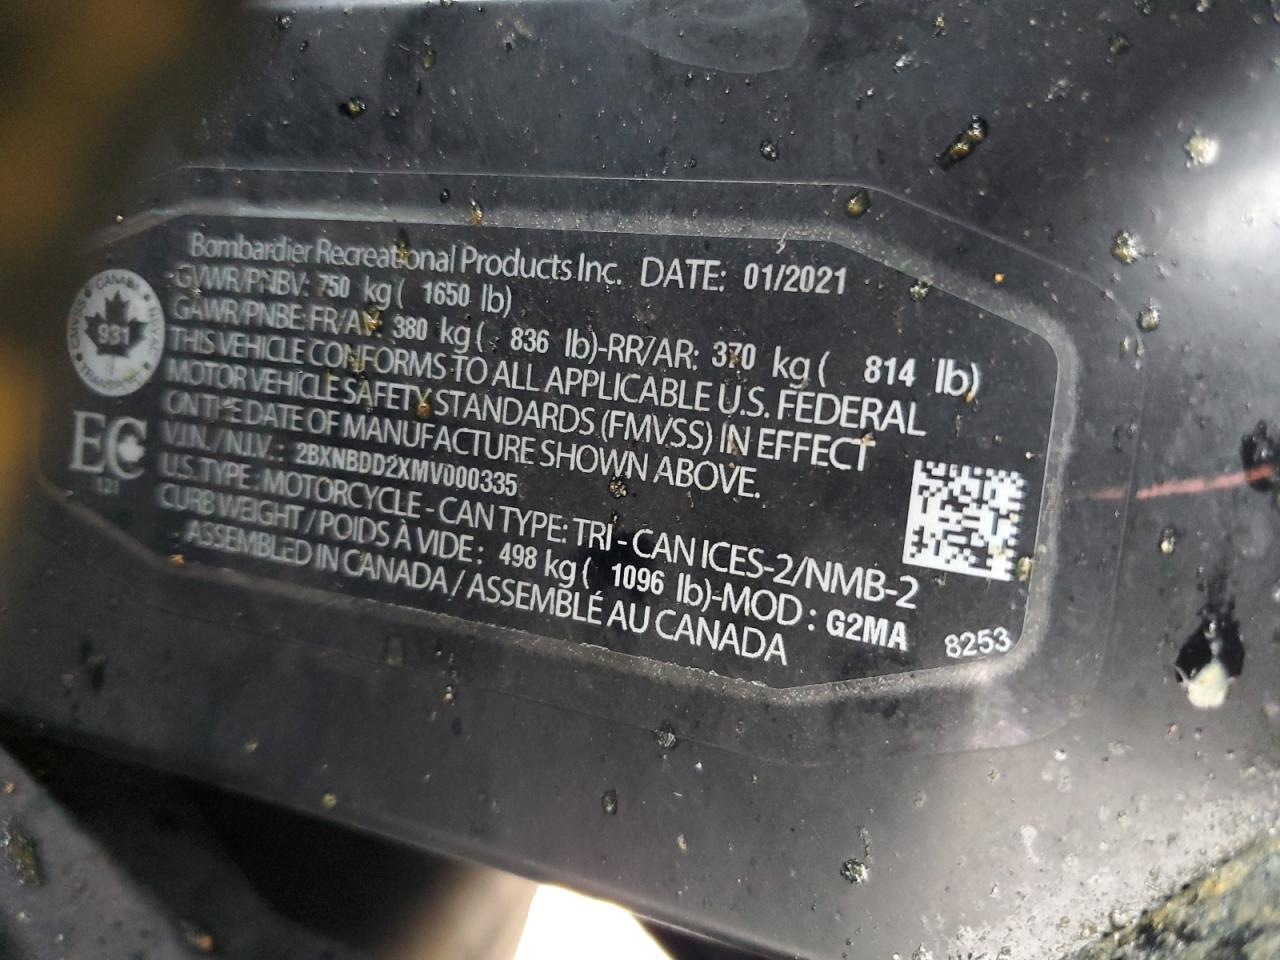 Bombardier Recreational Products Inc. DATE: 01/2021
GVWR/PNBV: 750 kg ( 1650 lb)
GAWR/PNBE: FR/AV: 380 kg ( 836 lb)-RR/AR: 370 kg ( 814 lb)
THIS VEHICLE CONFORMS TO ALL APPLICABLE U.S. FEDERAL
MOTOR VEHICLE SAFETY STANDARDS (FMVSS) IN EFFECT
ON THE DATE OF MANUFACTURE SHOWN ABOVE.
V.I.N./N.I.V.: 2BXNBDD2XMV000335
U.S. TYPE: MOTORCYCLE - CAN TYPE: TRI - CAN ICES-2/NMB-2
CURB WEIGHT / POIDS À VIDE: 498 kg ( 1096 lb)-MOD : G2MA
ASSEMBLED IN CANADA / ASSEMBLÉ AU CANADA
8253
CANADA
TRANSPORT
931
EC
121